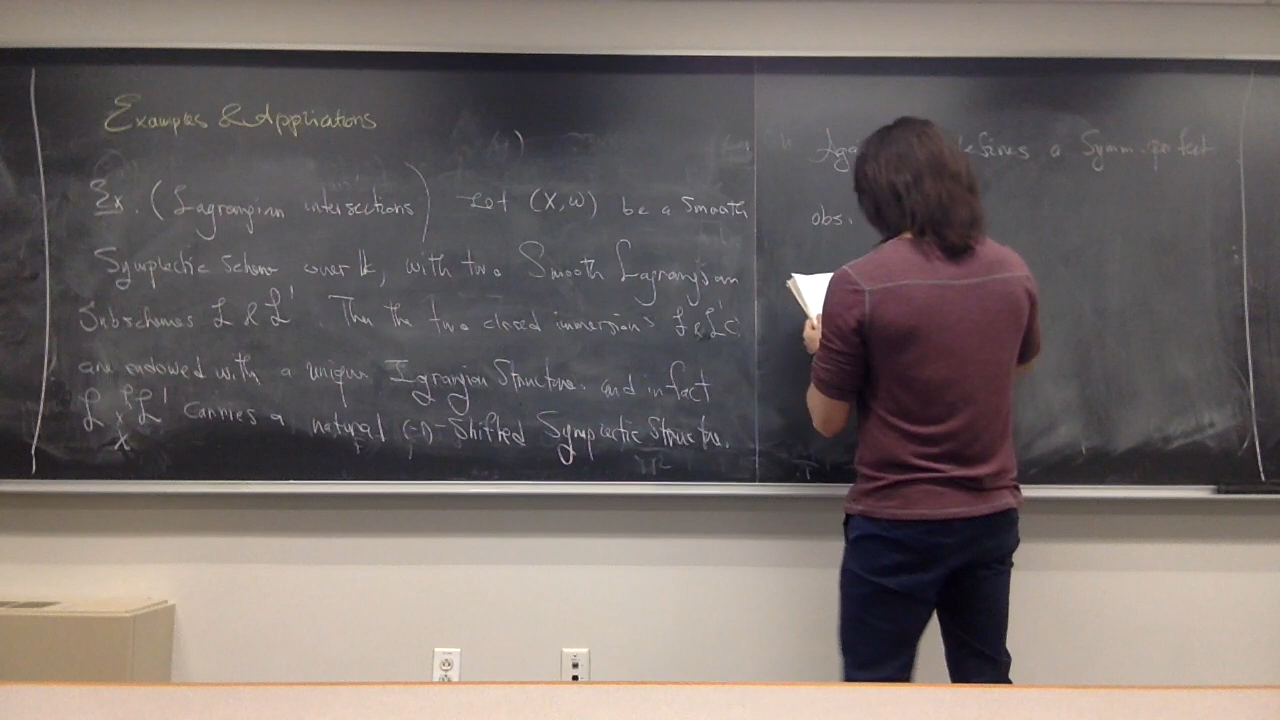 Examples & Applications
Ex. (Lagrangian intersections) Let (X, ω) be a Smooth
Symplectic Scheme over k, with two Smooth Lagrangian
Subschemes L & L'. Then the two closed immersions L & L' ⊂
are endowed with a unique Lagrangian Structure. and in fact
L ×_X L' carries a natural (-1)-Shifted Symplectic Structure.
defines a Symm. perfect
obs.